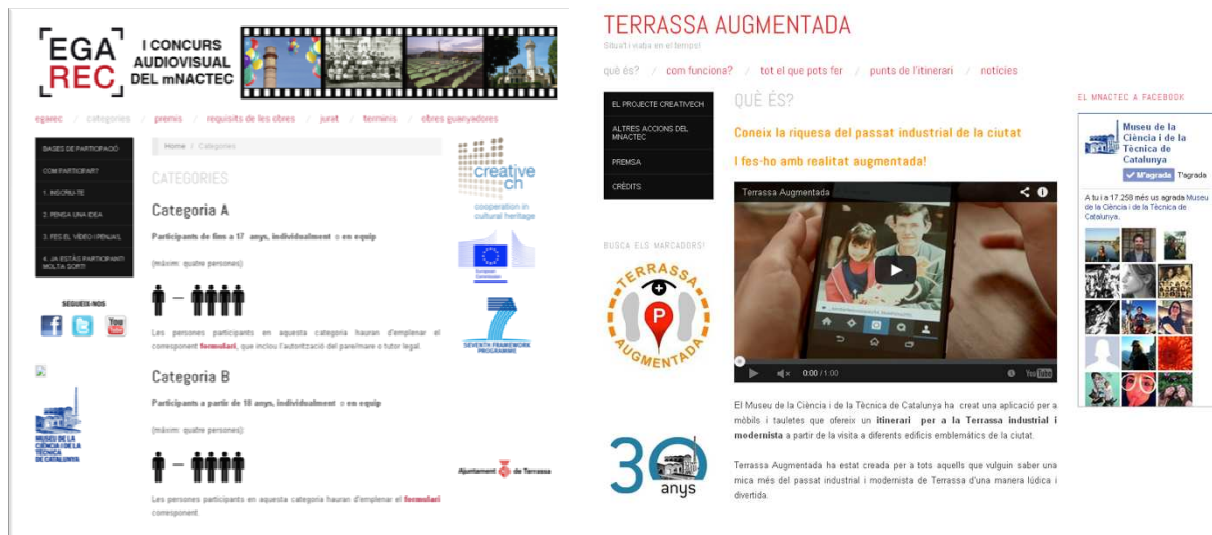 EGA
REC
I CONCURS
AUDIOVISUAL
DEL mNACTEC
egarec / categories / premis / requisits de les obres / jurat / terminis / obres guanyadores
BASES DE PARTICIPACIÓ
COM PARTICIPAR?
1. INSCRIU-TE
2. PENSA UNA IDEA
3. FES EL VÍDEO I PENJA'L
4. JA ESTÀS PARTICIPANT!
MOLTA SORT!
SEGUEIX-NOS
You
Tube
MUSEU DE LA
CIÈNCIA I DE LA
TÈCNICA
DE CATALUNYA
Home / Categories
CATEGORIES
Categoria A
Participants de fins a 17 anys, individualment o en equip
(màxim: quatre persones)
Les persones participants en aquesta categoria hauran d'emplenar el
corresponent formulari, que inclou l'autorització del pare/mare o tutor legal.
Categoria B
Participants a partir de 18 anys, individualment o en equip
(màxim: quatre persones):
Les persones participants en aquesta categoria hauran d'emplenar el formulari
corresponent
creative
ch
cooperation in
cultural heritage
European
Commission
SEVENTH FRAMEWORK
PROGRAMME
Ajuntament de Terrassa
TERRASSA AUGMENTADA
Situa't i viatja en el temps!
què és? / com funciona? / tot el que pots fer / punts de l'itinerari / notícies
EL PROJECTE CREATIVECH
ALTRES ACCIONS DEL
MNACTEC
PREMSA
CRÈDITS
BUSCA ELS MARCADORS!
TERRASSA
P
AUGMENTADA
30
anys
QUÈ ÉS?
Coneix la riquesa del passat industrial de la ciutat
I fes-ho amb realitat augmentada!
Terrassa Augmentada
0:00 / 1:00
YouTube
El Museu de la Ciència i de la Tècnica de Catalunya ha creat una aplicació per a
mòbils i tauletes que ofereix un itinerari per a la Terrassa industrial i
modernista a partir de la visita a diferents edificis emblemàtics de la ciutat.
Terrassa Augmentada ha estat creada per a tots aquells que vulguin saber una
mica més del passat industrial i modernista de Terrassa d'una manera lúdica i
divertida.
EL MNACTEC A FACEBOOK
Museu de la
Ciència i de la
Tècnica de
Catalunya
M'agrada T'agrada
A tu i a 17.258 més us agrada Museu
de la Ciència i de la Tècnica de
Catalunya.